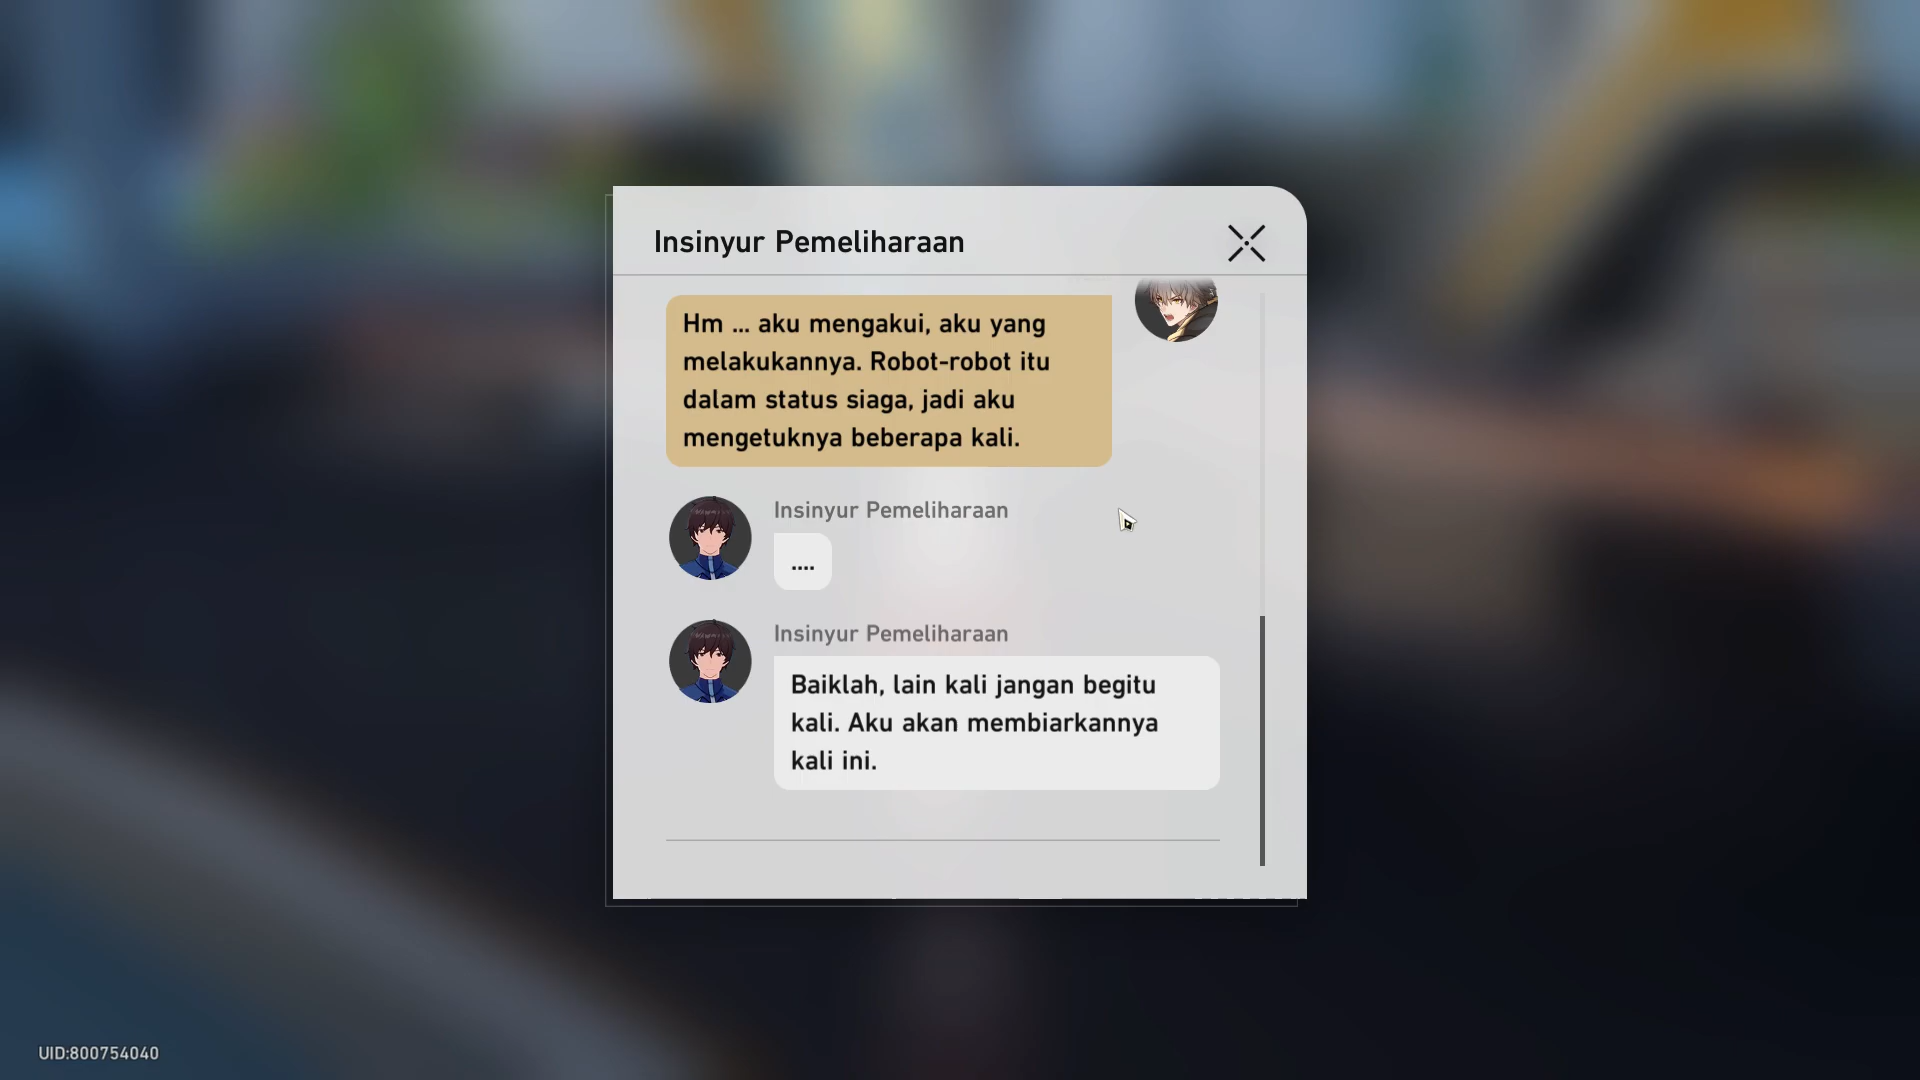 Insinyur Pemeliharaan
Hm ... aku mengakui, aku yang
melakukannya. Robot-robot itu
dalam status siaga, jadi aku
mengetuknya beberapa kali.
Insinyur Pemeliharaan
....
Insinyur Pemeliharaan
Baiklah, lain kali jangan begitu
kali. Aku akan membiarkannya
kali ini.
UID:800754040